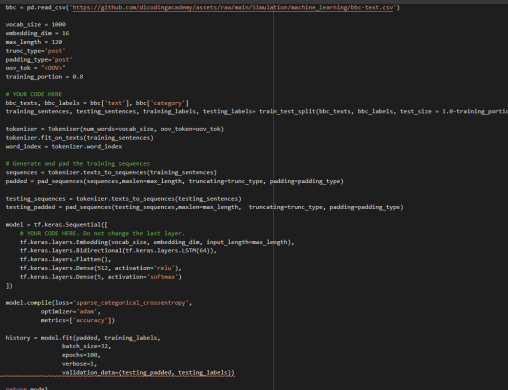 bbc = pd.read_csv('https://github.com/dicodingacademy/assets/raw/main/Simulation/machine_learning/bbc-text.csv')
vocab_size = 1000
embedding_dim = 16
max_length = 120
trunc_type='post'
padding_type='post'
oov_tok = "<OOV>"
training_portion = 0.8
# YOUR CODE HERE
bbc_texts, bbc_labels = bbc['text'], bbc['category']
training_sentences, testing_sentences, training_labels, testing_labels= train_test_split(bbc_texts, bbc_labels, test_size = 1.0-training_portio
tokenizer = Tokenizer(num_words=vocab_size, oov_token=oov_tok)
tokenizer.fit_on_texts(training_sentences)
word_index = tokenizer.word_index
# Generate and pad the training sequences
sequences = tokenizer.texts_to_sequences(training_sentences)
padded = pad_sequences(sequences,maxlen=max_length, truncating=trunc_type, padding=padding_type)
testing_sequences = tokenizer.texts_to_sequences(testing_sentences)
testing_padded = pad_sequences(testing_sequences,maxlen=max_length,  truncating=trunc_type, padding=padding_type)
model = tf.keras.Sequential([
# YOUR CODE HERE. Do not change the last layer.
tf.keras.layers.Embedding(vocab_size, embedding_dim, input_length=max_length),
tf.keras.layers.Bidirectional(tf.keras.layers.LSTM(64)),
tf.keras.layers.Flatten(),
tf.keras.layers.Dense(512, activation='relu'),
tf.keras.layers.Dense(5, activation='softmax')
])
model.compile(loss='sparse_categorical_crossentropy',
optimizer='adam',
metrics=['accuracy'])
history = model.fit(padded, training_labels,
batch_size=32,
epochs=100,
verbose=1,
validation_data=(testing_padded, testing_labels))
return model